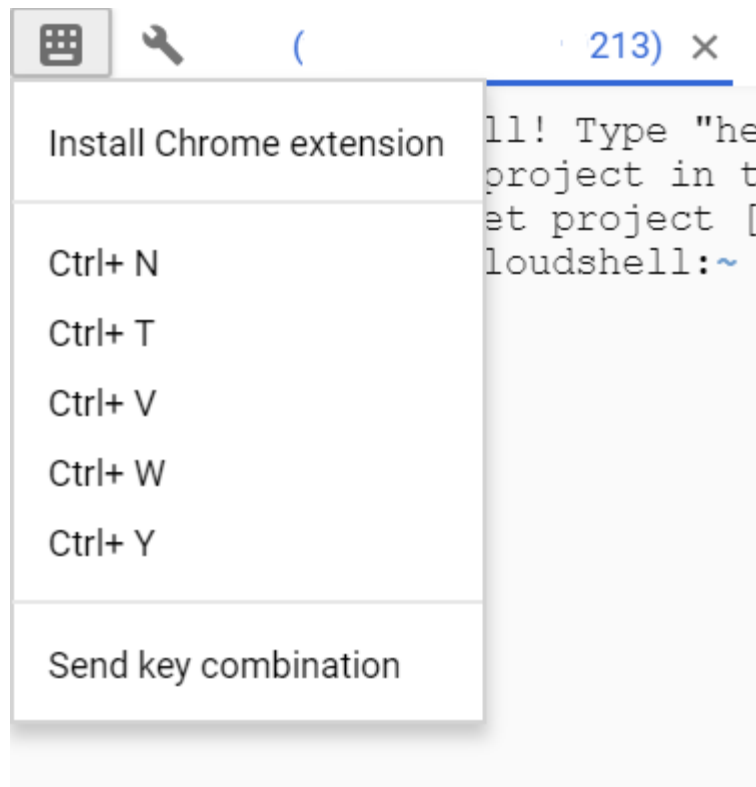 ( 213) ×
Install Chrome extension
ll! Type "he
project in t
et project [
loudshell:~
Ctrl+ N
Ctrl+ T
Ctrl+ V
Ctrl+ W
Ctrl+ Y
Send key combination